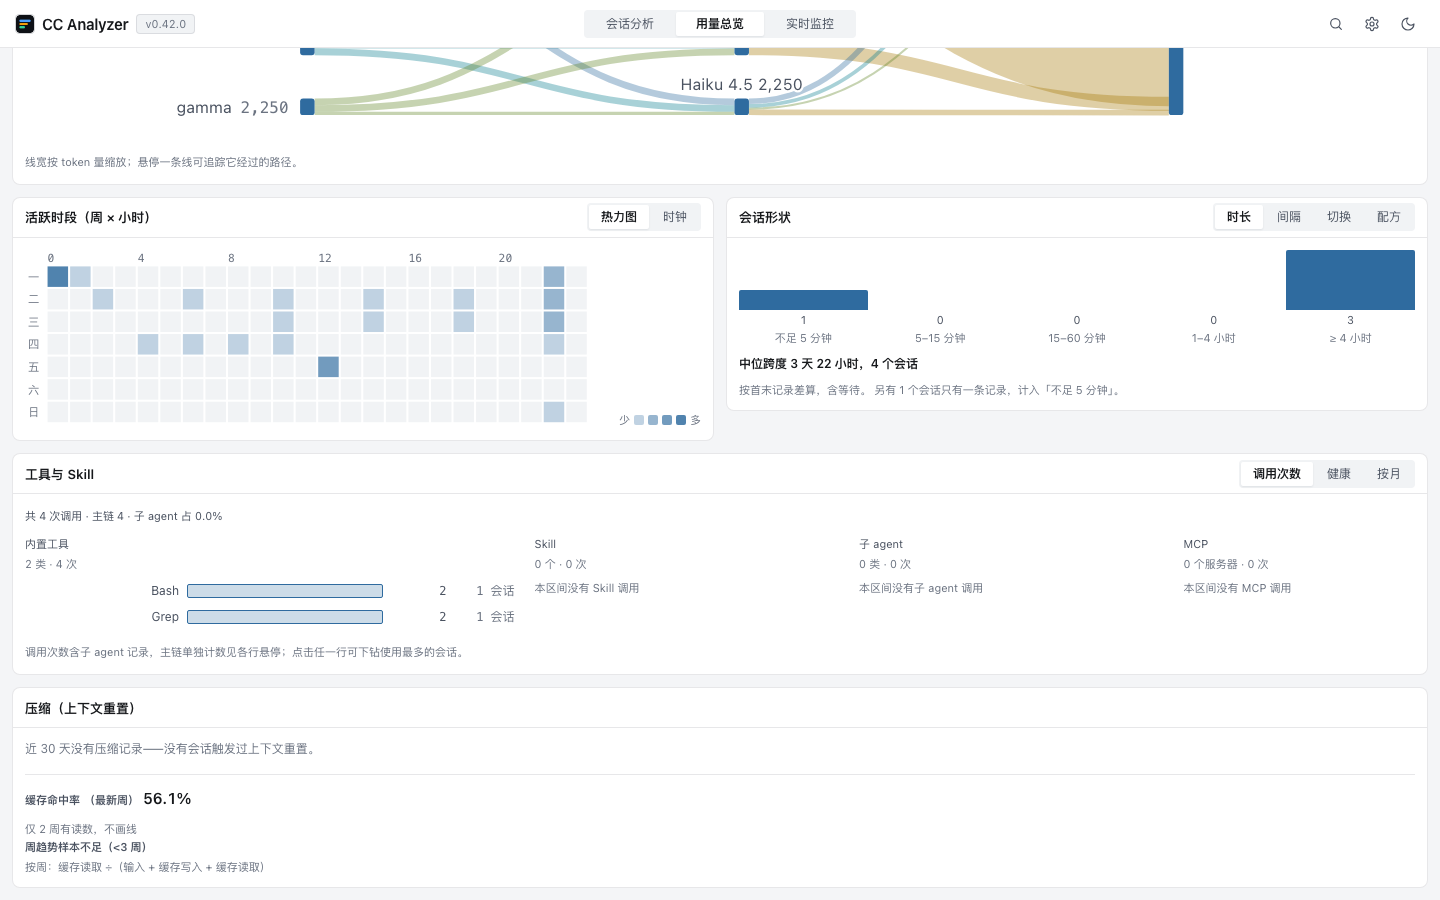 CC Analyzer v0.42.0
会话分析 用量总览 实时监控
Haiku 4.5 2,250
gamma 2,250
线宽按 token 量缩放；悬停一条线可追踪它经过的路径。
活跃时段（周 × 小时）
热力图 时钟
0 4 8 12 16 20
一
二
三
四
五
六
日
少 多
会话形状
时长 间隔 切换 配方
1 0 0 0 3
不足 5 分钟 5–15 分钟 15–60 分钟 1–4 小时 ≥ 4 小时
中位跨度 3 天 22 小时，4 个会话
按首末记录差算，含等待。 另有 1 个会话只有一条记录，计入「不足 5 分钟」。
工具与 Skill
调用次数 健康 按月
共 4 次调用 · 主链 4 · 子 agent 占 0.0%
内置工具
2 类 · 4 次
Bash 2 1 会话
Grep 2 1 会话
Skill
0 个 · 0 次
本区间没有 Skill 调用
子 agent
0 类 · 0 次
本区间没有子 agent 调用
MCP
0 个服务器 · 0 次
本区间没有 MCP 调用
调用次数含子 agent 记录，主链单独计数见各行悬停；点击任一行可下钻使用最多的会话。
压缩（上下文重置）
近 30 天没有压缩记录——没有会话触发过上下文重置。
缓存命中率 （最新周） 56.1%
仅 2 周有读数，不画线
周趋势样本不足（<3 周）
按周：缓存读取 ÷（输入 + 缓存写入 + 缓存读取）